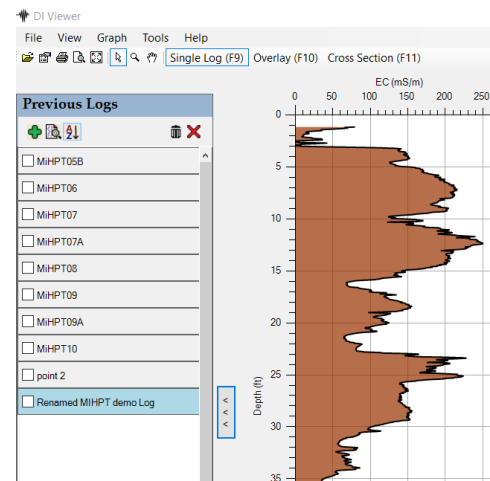 DI Viewer
File View Graph Tools Help
Single Log (F9) Overlay (F10) Cross Section (F11)
Previous Logs
MiHPT05B
MiHPT06
MiHPT07
MiHPT07A
MiHPT08
MiHPT09
MiHPT09A
MiHPT10
point 2
Renamed MIHPT demo Log
<
<
<
EC (mS/m)
0 50 100 150 200 250
0
5
10
15
20
25
30
35
Depth (ft)